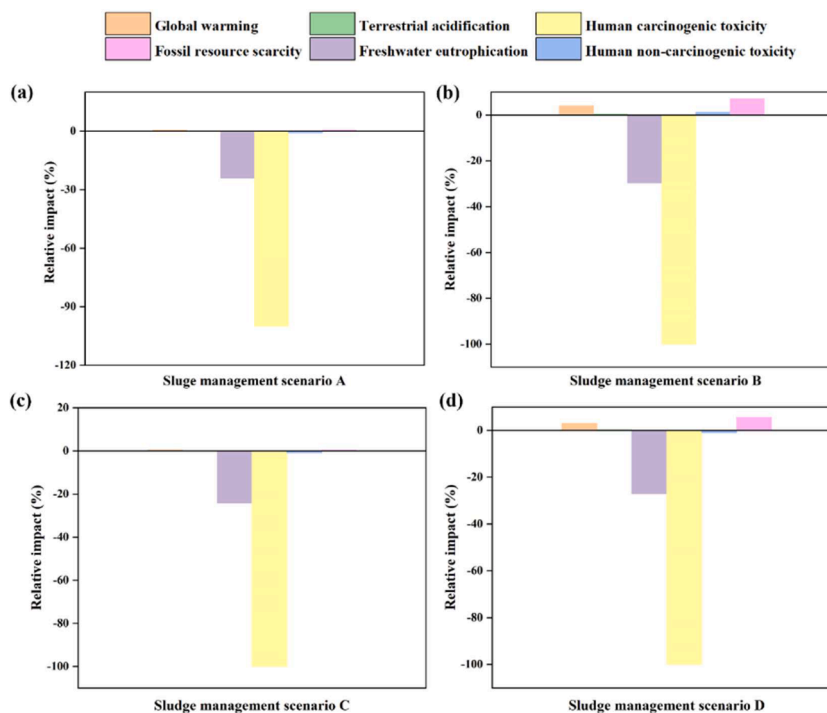 Global warming
Terrestrial acidification
Human carcinogenic toxicity
Fossil resource scarcity
Freshwater eutrophication
Human non-carcinogenic toxicity
(a)
0
-30
-60
-90
-120
Relative impact (%)
Sluge management scenario A
(b)
0
-20
-40
-60
-80
-100
Relative impact (%)
Sludge management scenario B
(c)
20
0
-20
-40
-60
-80
-100
Relative impact (%)
Sludge management scenario C
(d)
0
-20
-40
-60
-80
-100
Relative impact (%)
Sludge management scenario D